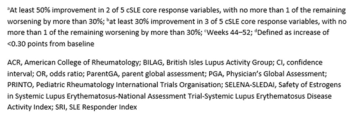 ᵃAt least 50% improvement in 2 of 5 cSLE core response variables, with no more than 1 of the remaining
worsening by more than 30%; ᵇat least 30% improvement in 3 of 5 cSLE core response variables, with no
more than 1 of the remaining worsening by more than 30%; ᶜWeeks 44–52; ᵈDefined as increase of
<0.30 points from baseline
ACR, American College of Rheumatology; BILAG, British Isles Lupus Activity Group; CI, confidence
interval; OR, odds ratio; ParentGA, parent global assessment; PGA, Physician's Global Assessment;
PRINTO, Pediatric Rheumatology International Trials Organisation; SELENA-SLEDAI, Safety of Estrogens
in Systemic Lupus Erythematosus-National Assessment Trial-Systemic Lupus Erythematosus Disease
Activity Index; SRI, SLE Responder Index